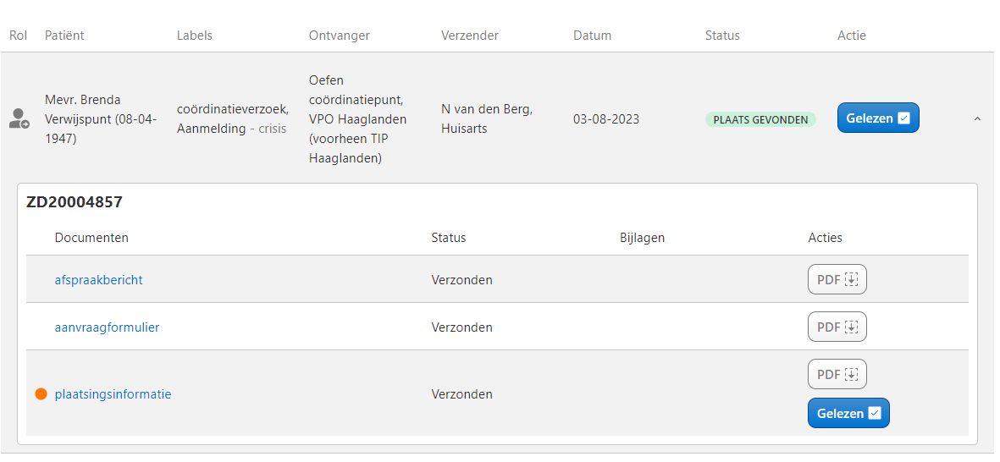 Rol Patiënt Labels Ontvanger Verzender Datum Status Actie
Mevr. Brenda
Verwijspunt (08-04-
1947)
coördinatieverzoek,
Aanmelding - crisis
Oefen
coördinatiepunt,
VPO Haaglanden
(voorheen TIP
Haaglanden)
N van den Berg,
Huisarts
03-08-2023
PLAATS GEVONDEN
Gelezen
ZD20004857
Documenten Status Bijlagen Acties
afspraakbericht Verzonden PDF
aanvraagformulier Verzonden PDF
plaatsingsinformatie Verzonden PDF
Gelezen